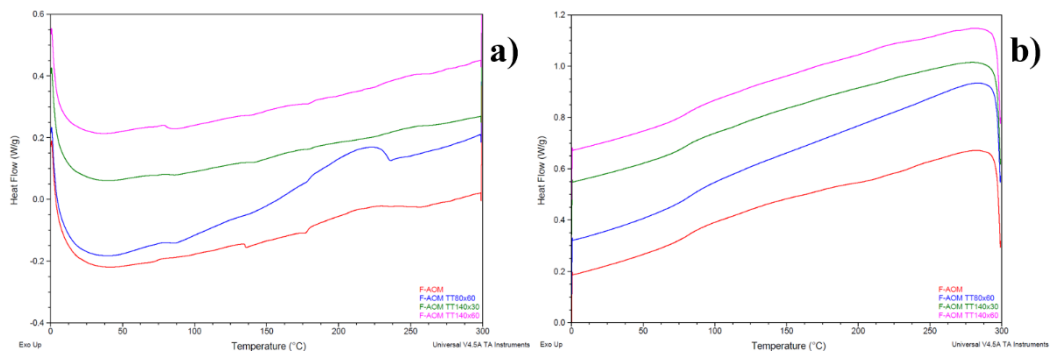 a)
0.6
0.4
0.2
0.0
-0.2
-0.4
Heat Flow (W/g)
F-AOM
F-AOM TT80x60
F-AOM TT140x30
F-AOM TT140x60
0
50
100
150
200
250
300
Exo Up
Temperature (°C)
Universal V4.5A TA Instruments
b)
1.2
1.0
0.8
0.6
0.4
0.2
Heat Flow (W/g)
F-AOM
F-AOM TT80x60
F-AOM TT140x30
F-AOM TT140x60
0
50
100
150
200
250
300
Exo Up
Temperature (°C)
Universal V4.5A TA Instruments